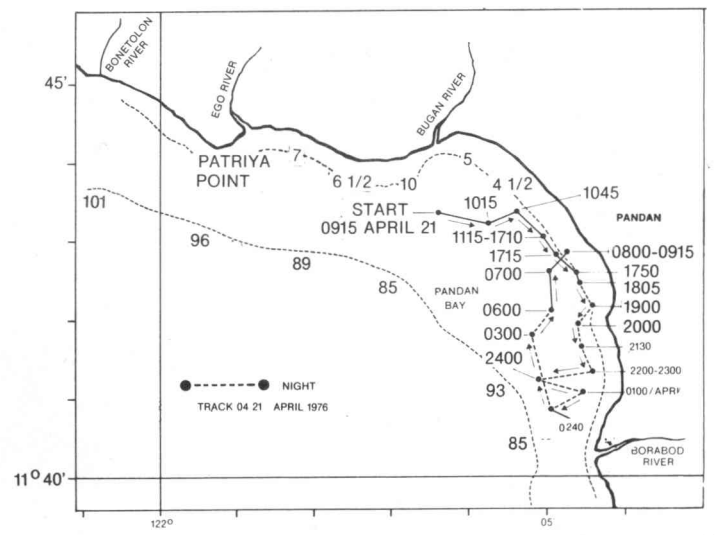 BONETOLON
RIVER
EGO RIVER
BUGAN RIVER
45'
PATRIYA
POINT
7
6 1/2
10
5
4 1/2
101
96
89
85
START
0915 APRIL 21
1015
1045
PANDAN
1115-1710
0800-0915
1715
1750
0700
1805
PANDAN
BAY
0600
1900
2000
0300
2130
2400
2200-2300
93
0100/APRI
0240
NIGHT
TRACK 04 21 APRIL 1976
85
BORABOD
RIVER
11° 40'
122°
05